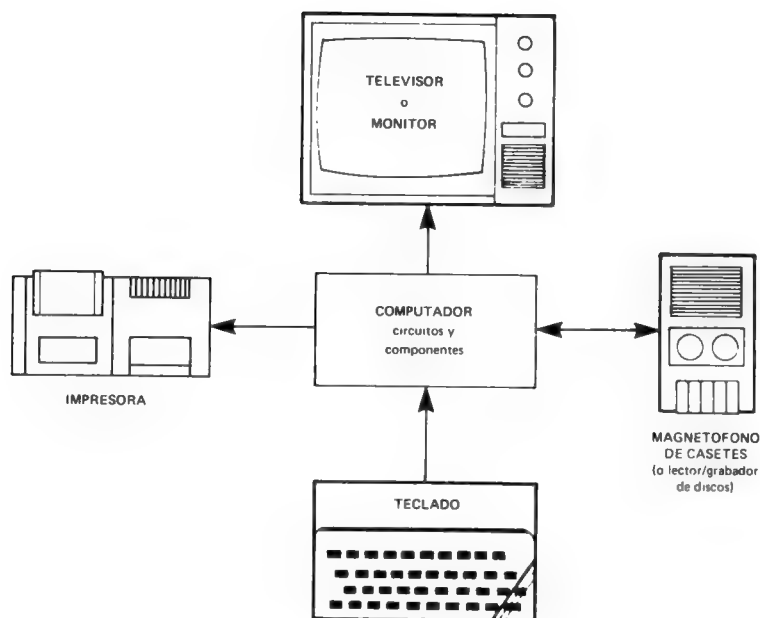 TELEVISOR
o
MONITOR
COMPUTADOR
circuitos y
componentes
IMPRESORA
MAGNETOFONO
DE CASETES
(o lector/grabador
de discos)
TECLADO